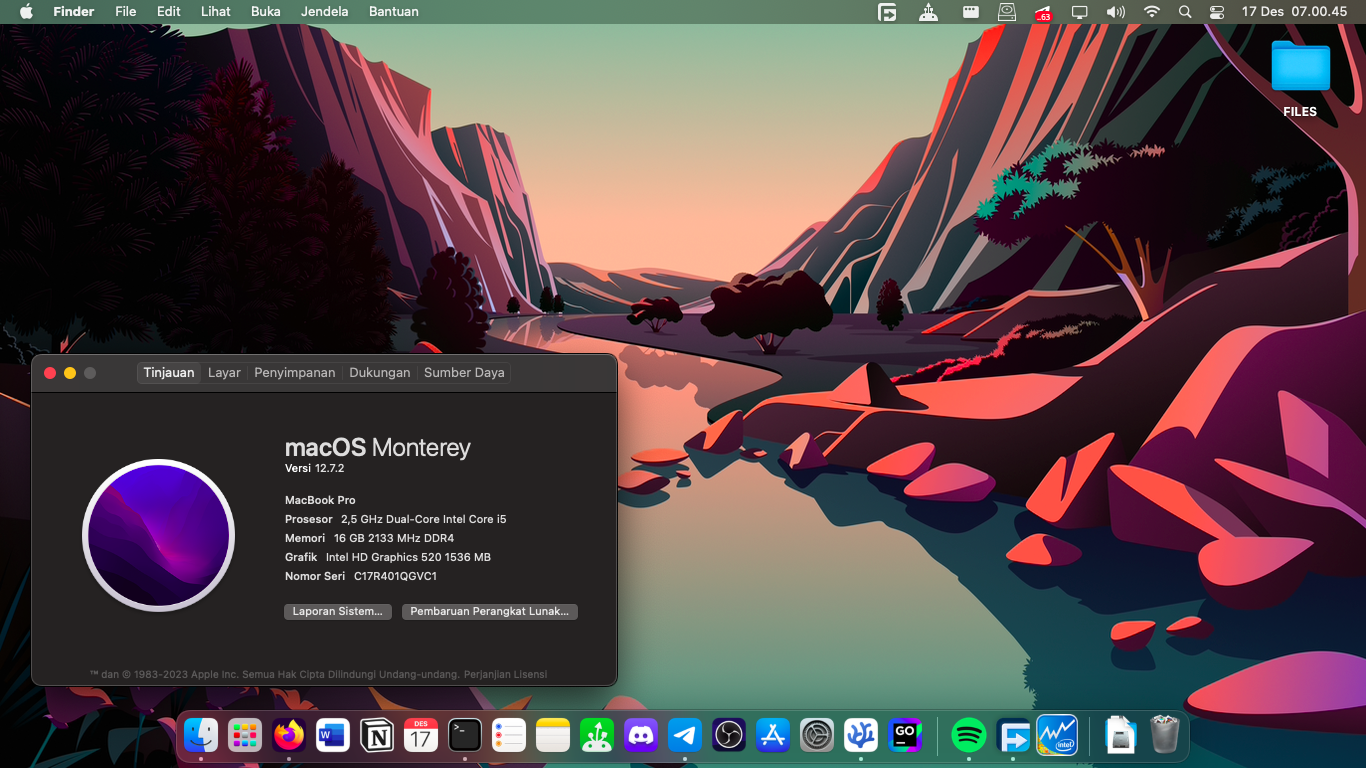 Finder File Edit Lihat Buka Jendela Bantuan
-63
17 Des 07.00.45
FILES
Tinjauan Layar Penyimpanan Dukungan Sumber Daya
macOS Monterey
Versi 12.7.2
MacBook Pro
Prosesor 2,5 GHz Dual-Core Intel Core i5
Memori 16 GB 2133 MHz DDR4
Grafik Intel HD Graphics 520 1536 MB
Nomor Seri C17R401QGVC1
Laporan Sistem... Pembaruan Perangkat Lunak...
™ dan © 1983-2023 Apple Inc. Semua Hak Cipta Dilindungi Undang-undang. Perjanjian Lisensi
W
N
DES
17
>_
GO
intel